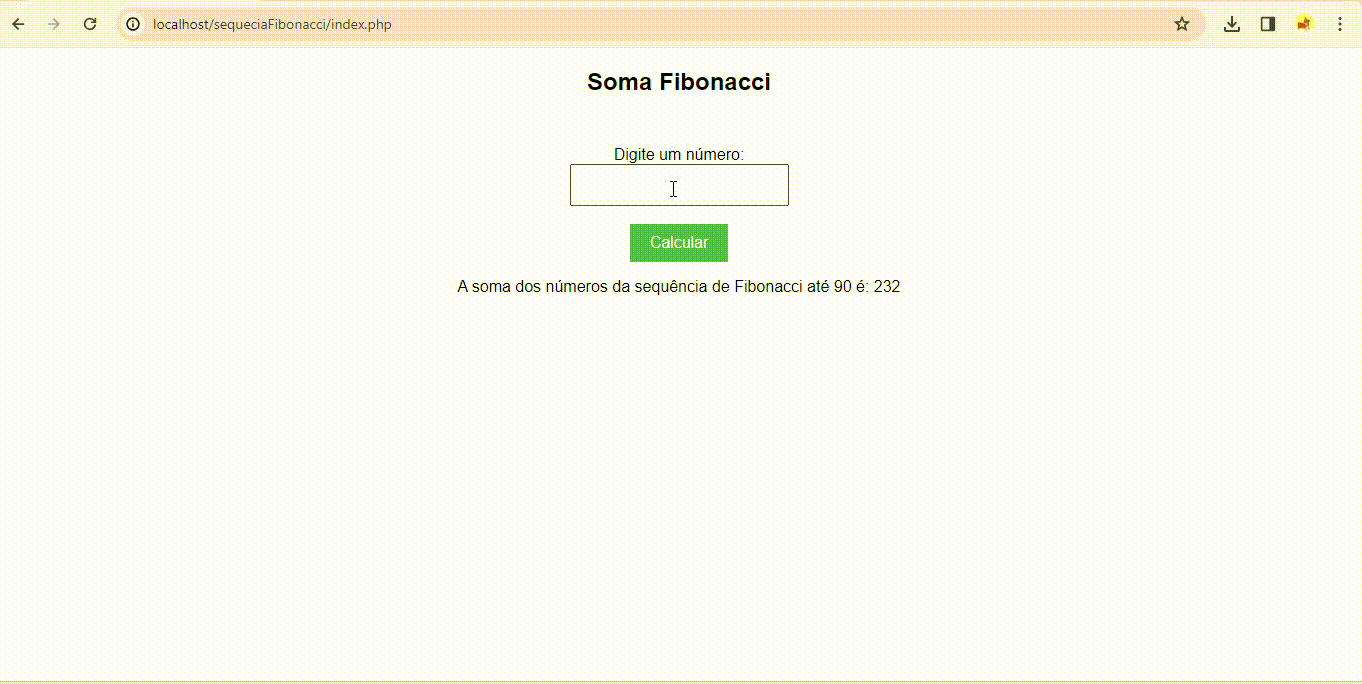 localhost/sequeciaFibonacci/index.php
Soma Fibonacci
Digite um número:
Calcular
A soma dos números da sequência de Fibonacci até 90 é: 232